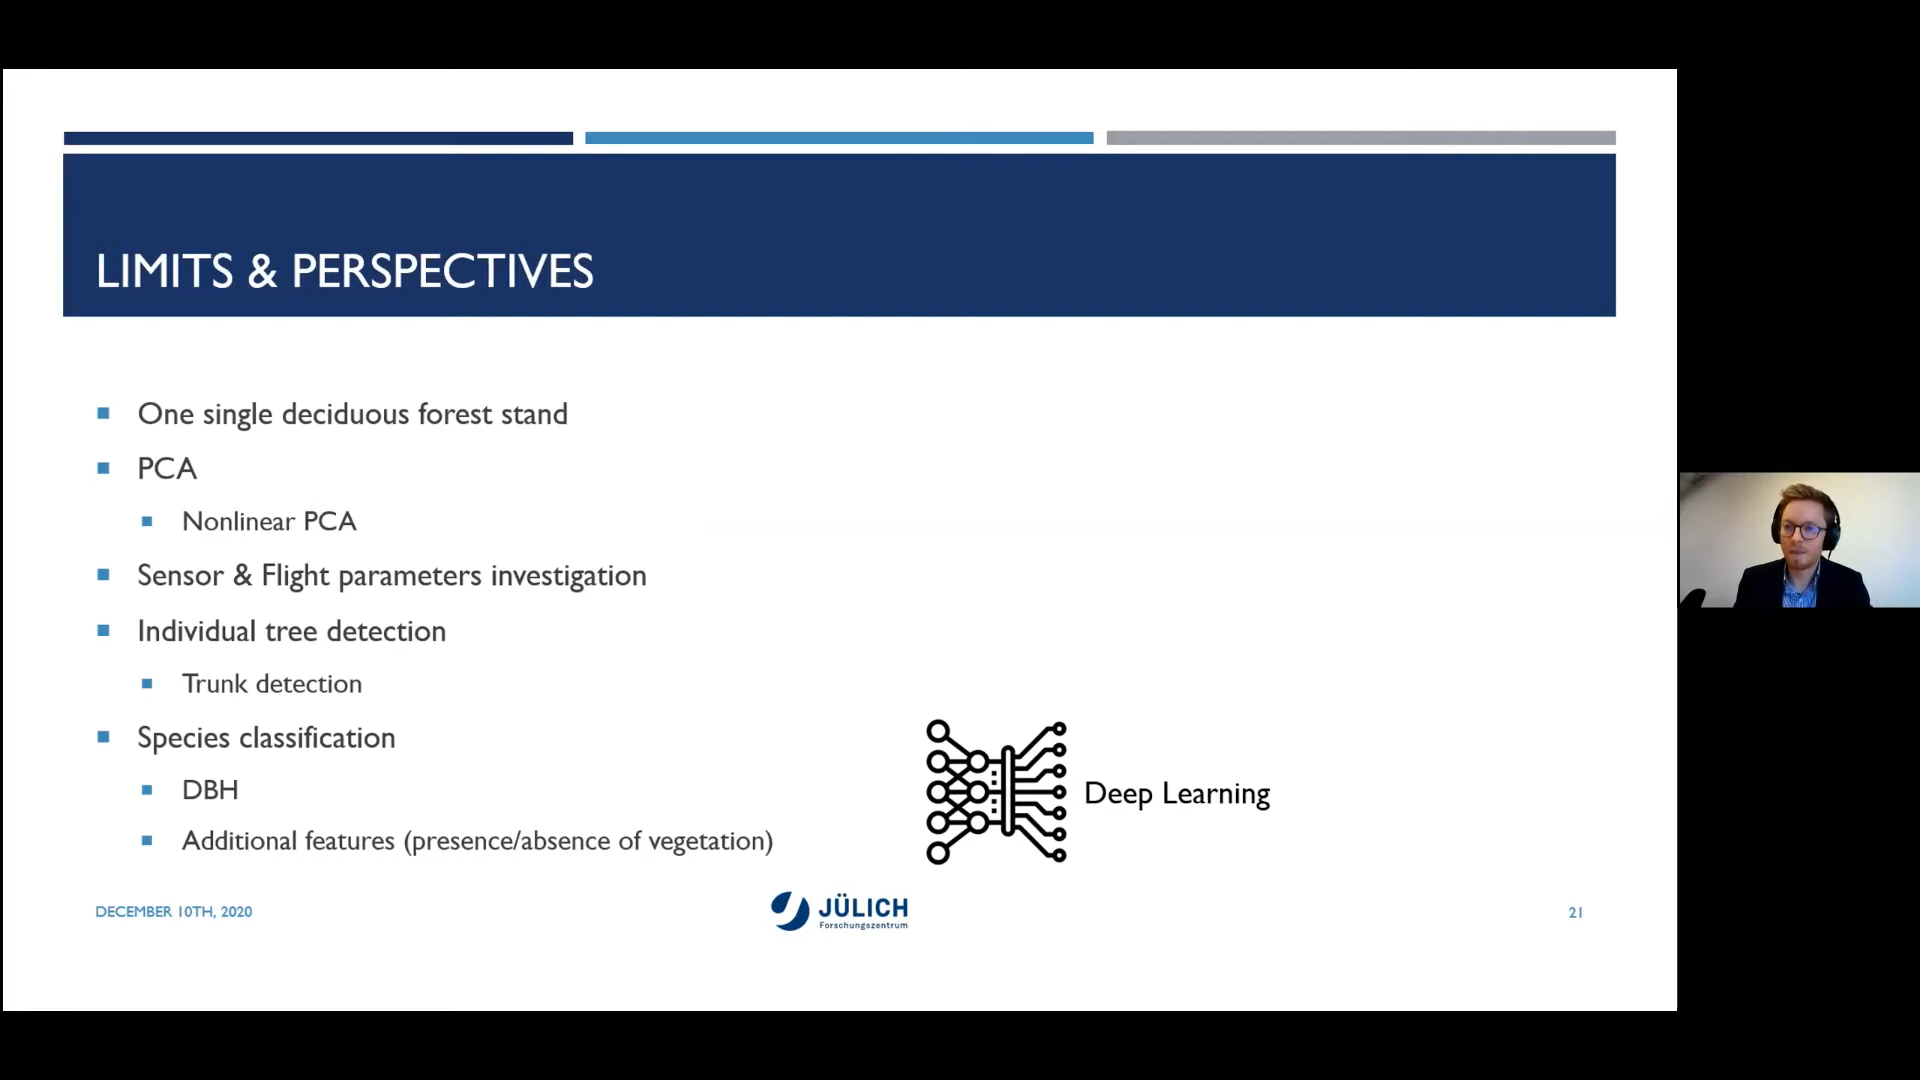 LIMITS & PERSPECTIVES
One single deciduous forest stand
PCA
Nonlinear PCA
Sensor & Flight parameters investigation
Individual tree detection
Trunk detection
Species classification
DBH
Additional features (presence/absence of vegetation)
Deep Learning
DECEMBER 10TH, 2020
JÜLICH
Forschungszentrum
21